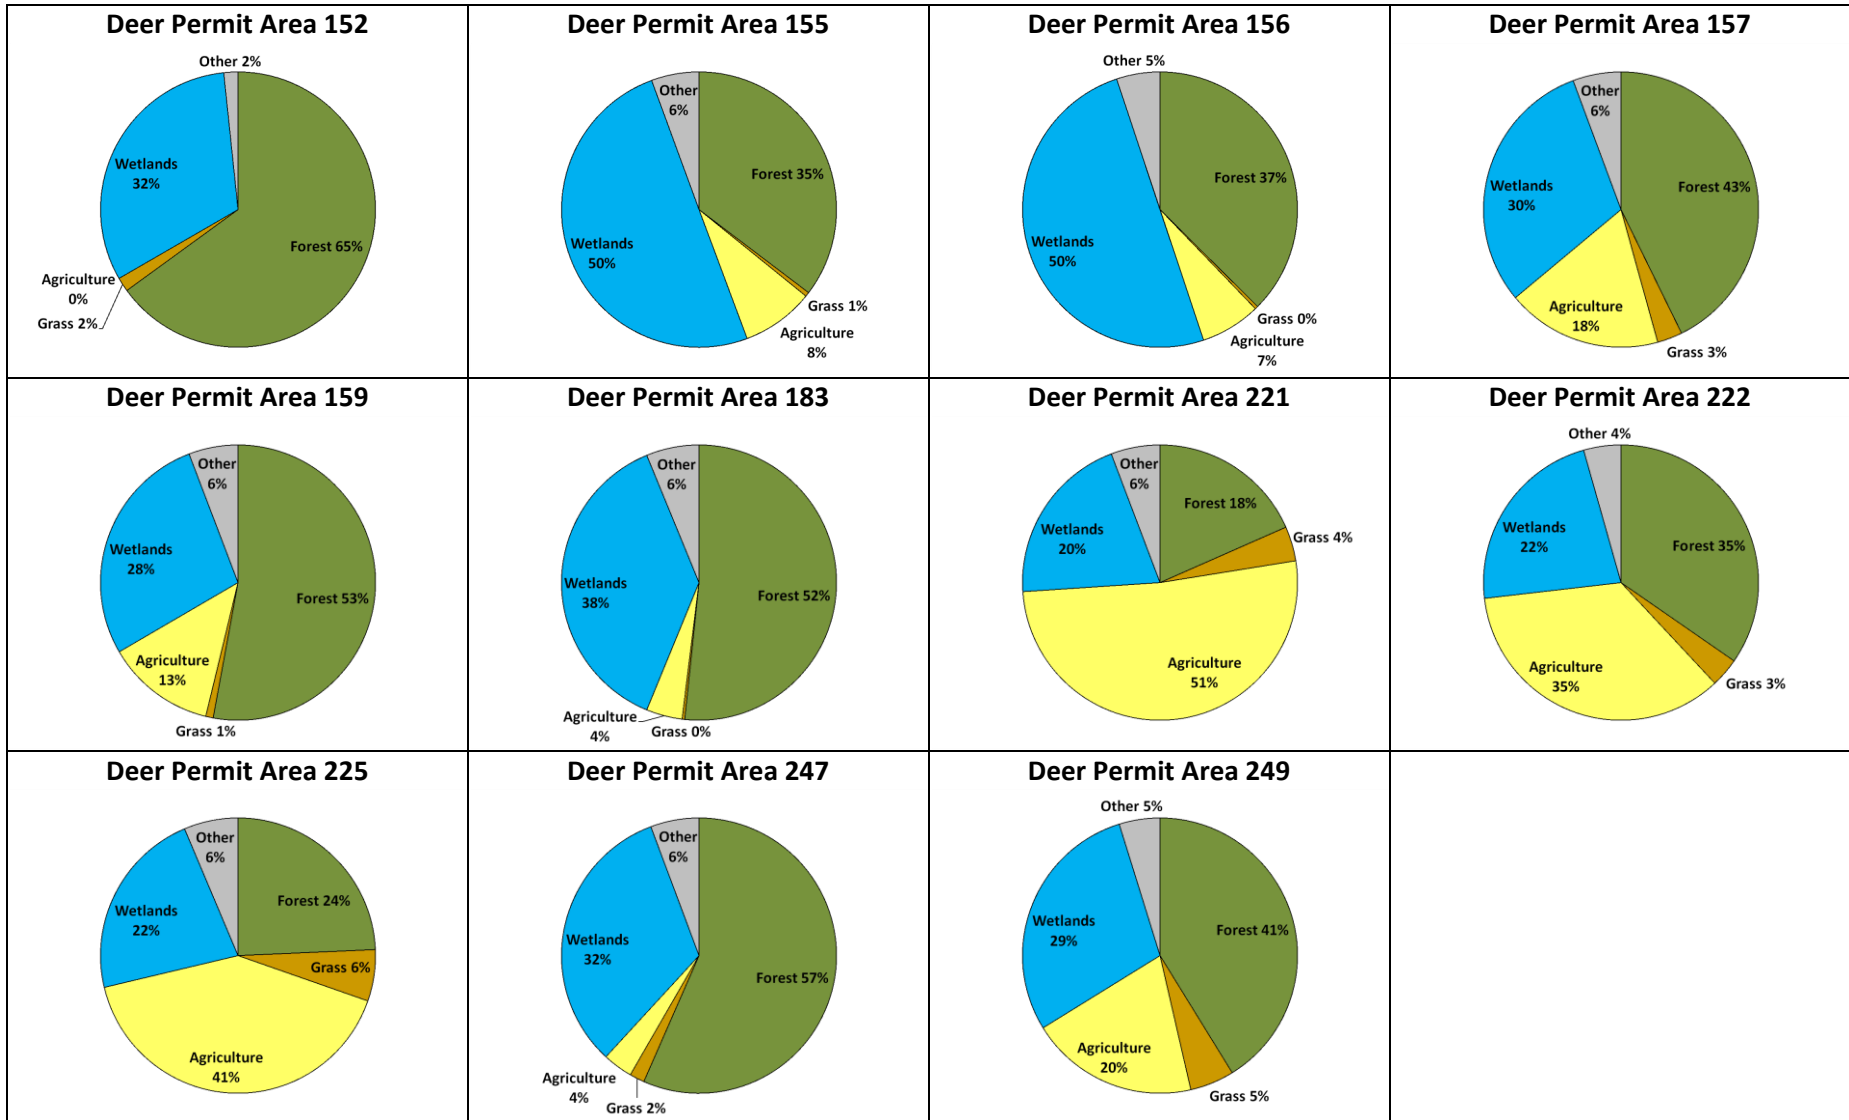 Deer Permit Area 152
Other 2%
Wetlands
32%
Forest 65%
Agriculture
0%
Grass 2%
Deer Permit Area 155
Other
6%
Forest 35%
Wetlands
50%
Grass 1%
Agriculture
8%
Deer Permit Area 156
Other 5%
Forest 37%
Wetlands
50%
Grass 0%
Agriculture
7%
Deer Permit Area 157
Other
6%
Forest 43%
Wetlands
30%
Agriculture
18%
Grass 3%
Deer Permit Area 159
Other
6%
Wetlands
28%
Forest 53%
Agriculture
13%
Grass 1%
Deer Permit Area 183
Other
6%
Wetlands
38%
Forest 52%
Agriculture
4%
Grass 0%
Deer Permit Area 221
Other
6%
Forest 18%
Wetlands
20%
Grass 4%
Agriculture
51%
Deer Permit Area 222
Other 4%
Wetlands
22%
Forest 35%
Agriculture
35%
Grass 3%
Deer Permit Area 225
Other
6%
Forest 24%
Wetlands
22%
Grass 6%
Agriculture
41%
Deer Permit Area 247
Other
6%
Wetlands
32%
Forest 57%
Agriculture
4%
Grass 2%
Deer Permit Area 249
Other 5%
Wetlands
29%
Forest 41%
Agriculture
20%
Grass 5%